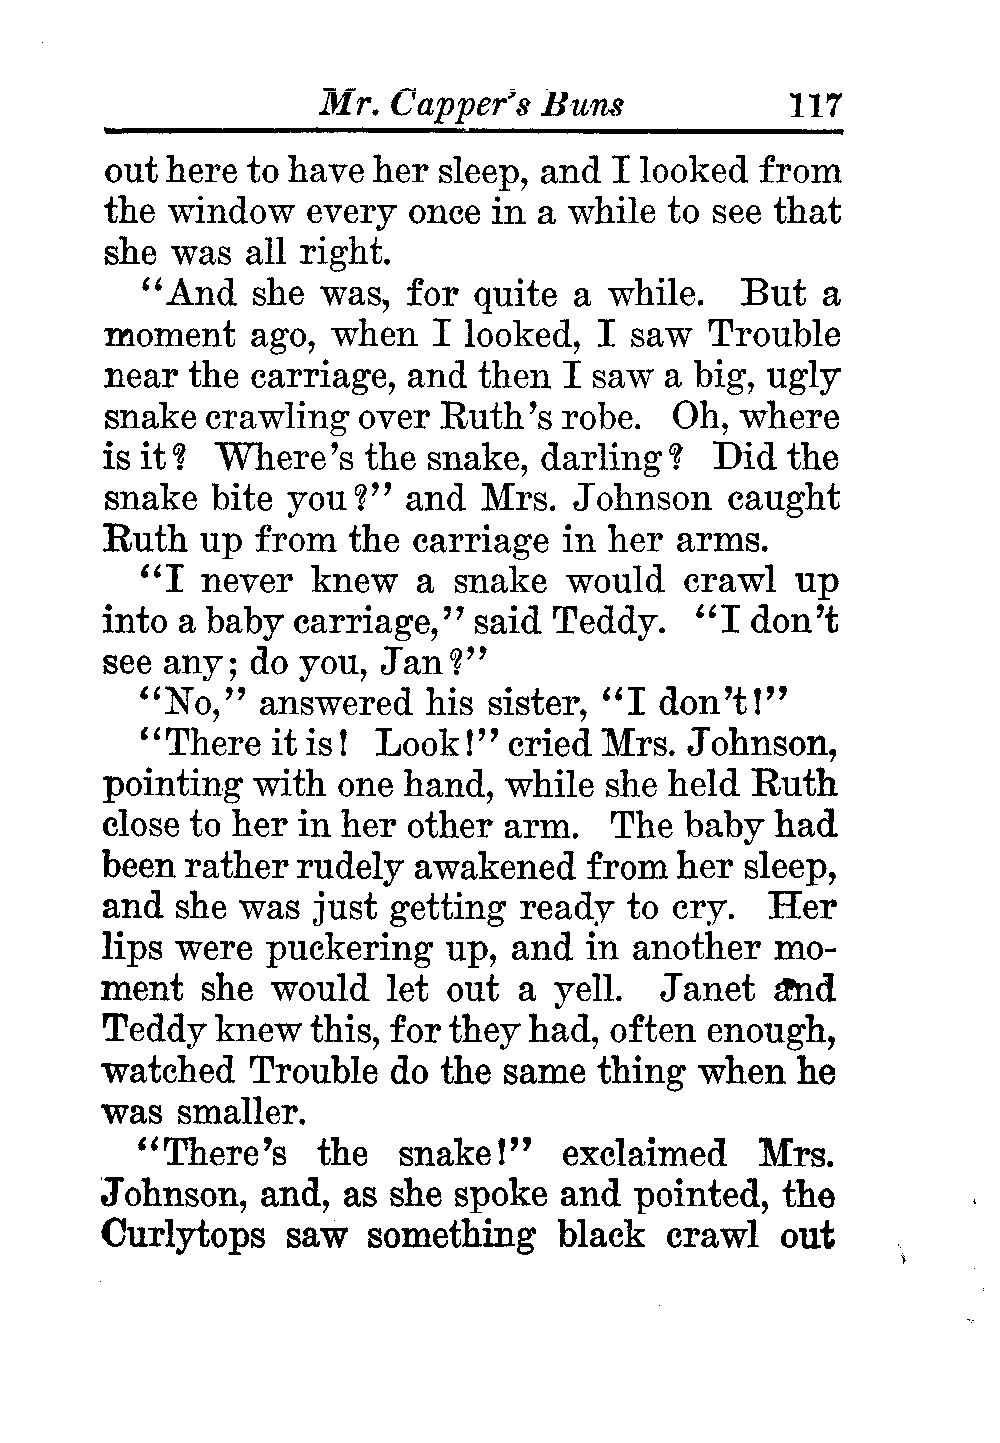 Mr. Capper's Buns 117
out here to have her sleep, and I looked from
the window every once in a while to see that
she was all right.
"And she was, for quite a while. But a
moment ago, when I looked, I saw Trouble
near the carriage, and then I saw a big, ugly
snake crawling over Ruth's robe. Oh, where
is it? Where's the snake, darling? Did the
snake bite you?" and Mrs. Johnson caught
Ruth up from the carriage in her arms.
"I never knew a snake would crawl up
into a baby carriage," said Teddy. "I don't
see any; do you, Jan?"
"No," answered his sister, "I don't!"
"There it is! Look!" cried Mrs. Johnson,
pointing with one hand, while she held Ruth
close to her in her other arm. The baby had
been rather rudely awakened from her sleep,
and she was just getting ready to cry. Her
lips were puckering up, and in another mo-
ment she would let out a yell. Janet and
Teddy knew this, for they had, often enough,
watched Trouble do the same thing when he
was smaller.
"There's the snake!" exclaimed Mrs.
Johnson, and, as she spoke and pointed, the
Curlytops saw something black crawl out